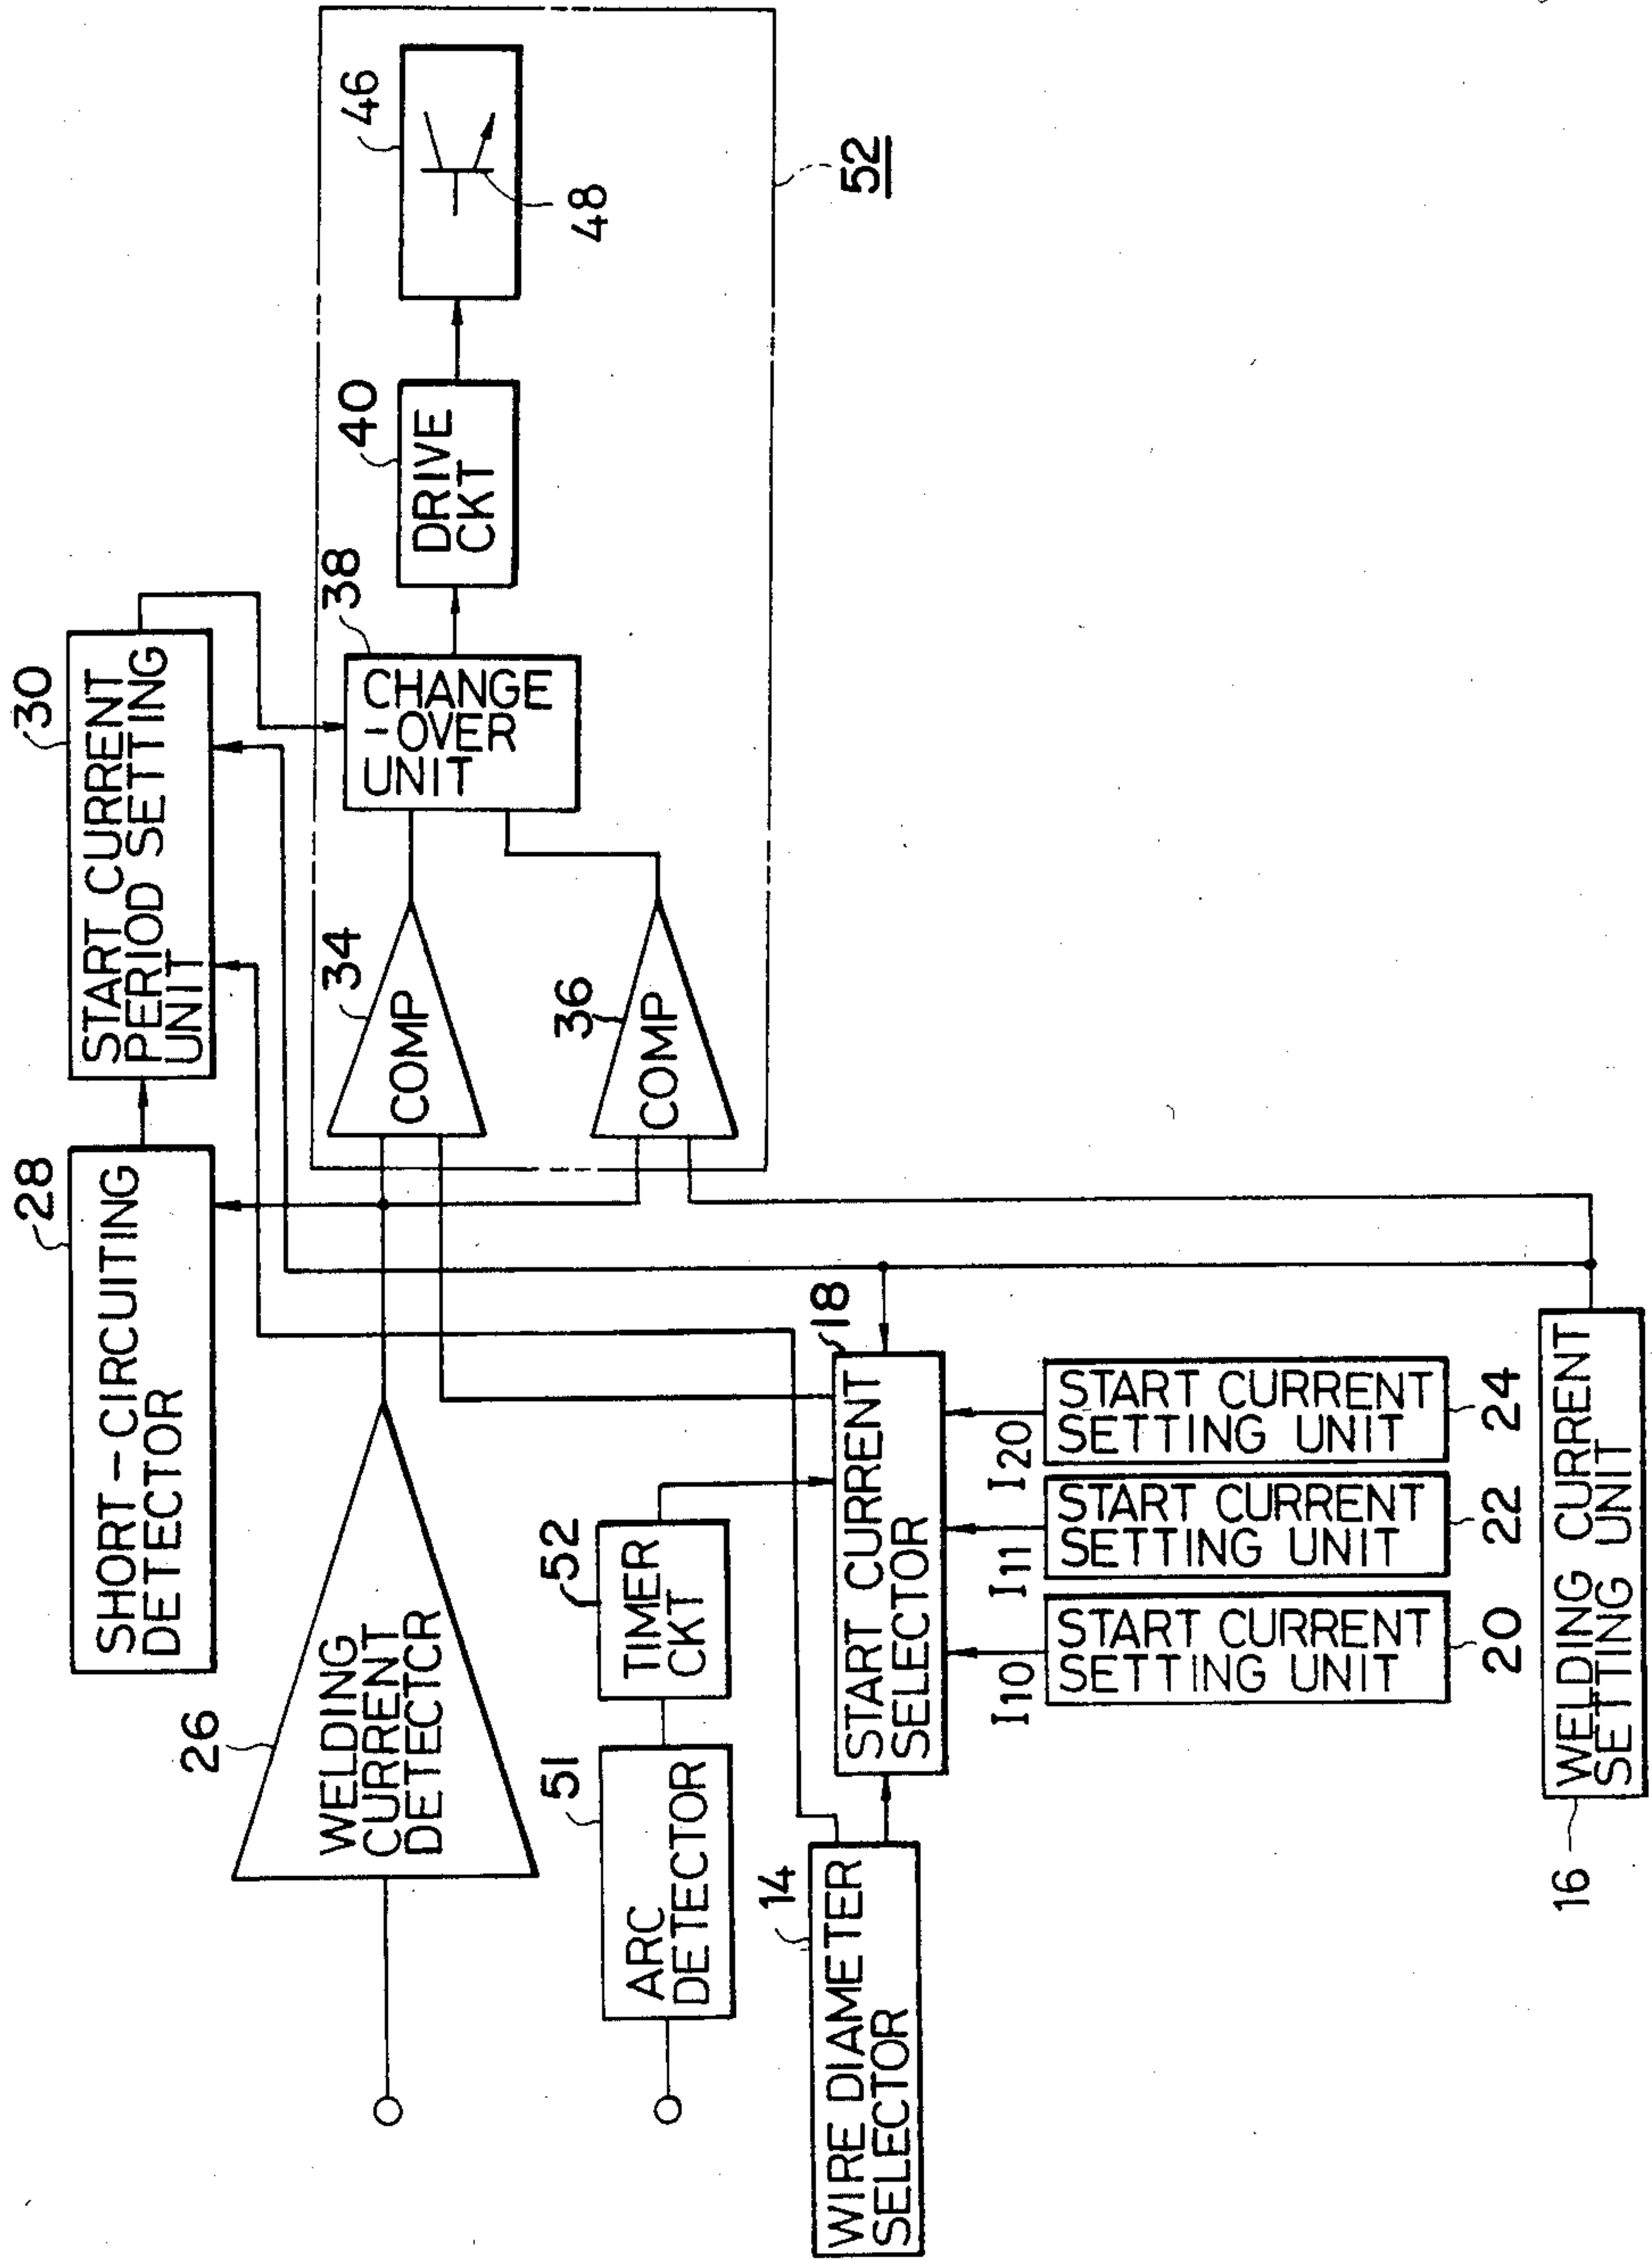 28
SHORT-CIRCUITING
DETECTOR
30
START CURRENT
PERIOD SETTING
UNIT
26
WELDING
CURRENT
DETECTCR
34
COMP
36
COMP
38
CHANGE
-OVER
UNIT
40
DRIVE
CKT
46
48
52
51
ARC
DETECTOR
52
TIMER
CKT
14
WIRE DIAMETER
SELECTOR
18
START CURRENT
SELECTOR
I10
I11
I20
START CURRENT
SETTING UNIT
20
START CURRENT
SETTING UNIT
22
START CURRENT
SETTING UNIT
24
16
WELDING CURRENT
SETTING UNIT